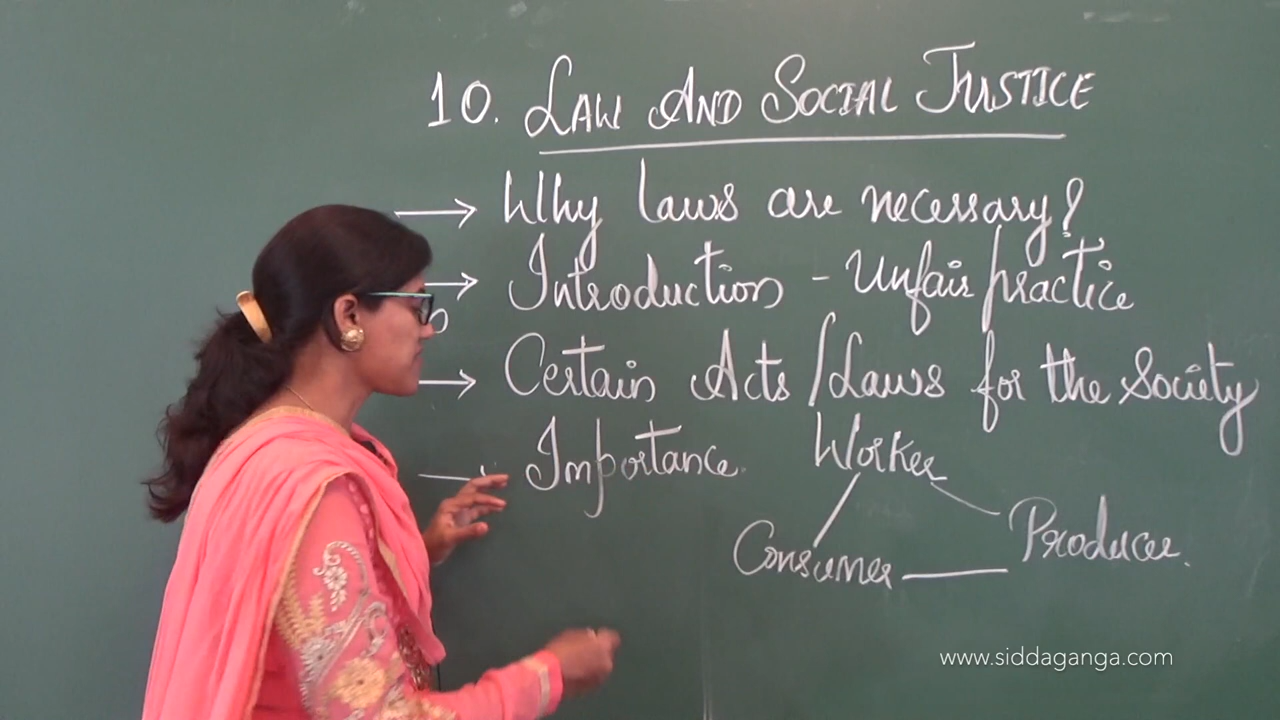 10. LAW AND SOCIAL JUSTICE
→ Why laws are necessary?
→ Introduction - Unfair practice
→ Certain Acts / Laws for the Society
→ Importance
Worker
Consumer — Producer.
www.siddaganga.com